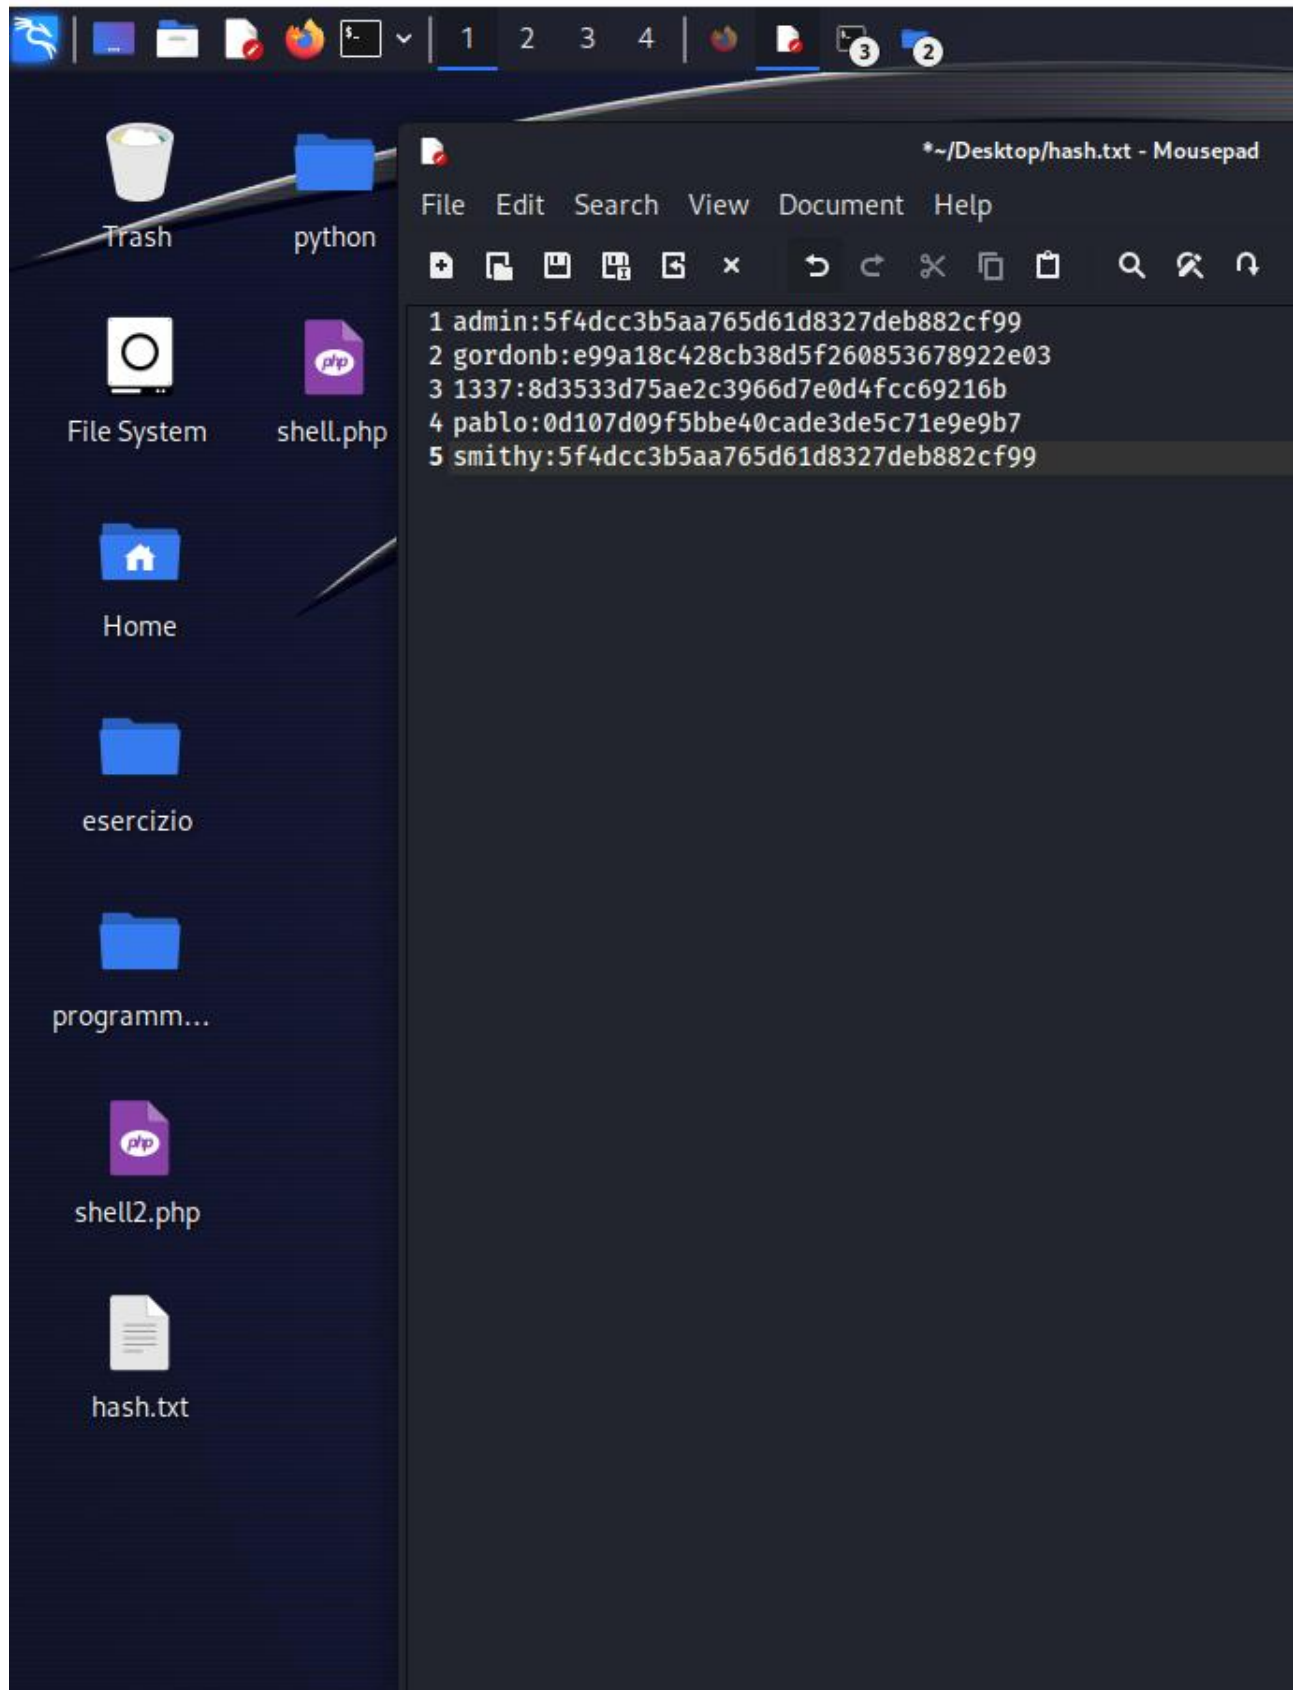 $_
1 2 3 4
3
2
Trash
python
*~/Desktop/hash.txt - Mousepad
File Edit Search View Document Help
1 admin:5f4dcc3b5aa765d61d8327deb882cf99
2 gordonb:e99a18c428cb38d5f260853678922e03
3 1337:8d3533d75ae2c3966d7e0d4fcc69216b
4 pablo:0d107d09f5bbe40cade3de5c71e9e9b7
5 smithy:5f4dcc3b5aa765d61d8327deb882cf99
php
File System
shell.php
Home
esercizio
programm...
php
shell2.php
hash.txt